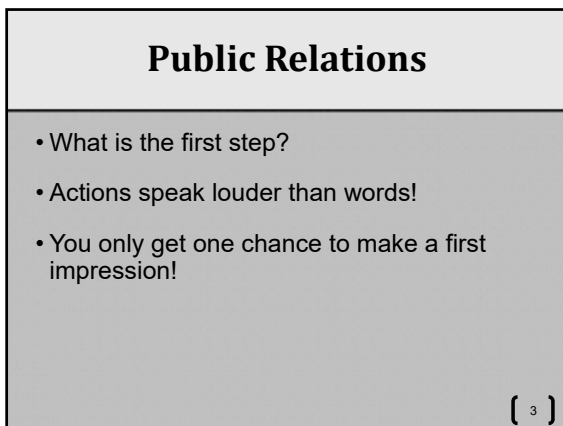 Public Relations
• What is the first step?
• Actions speak louder than words!
• You only get one chance to make a first
impression!
[ 3 ]